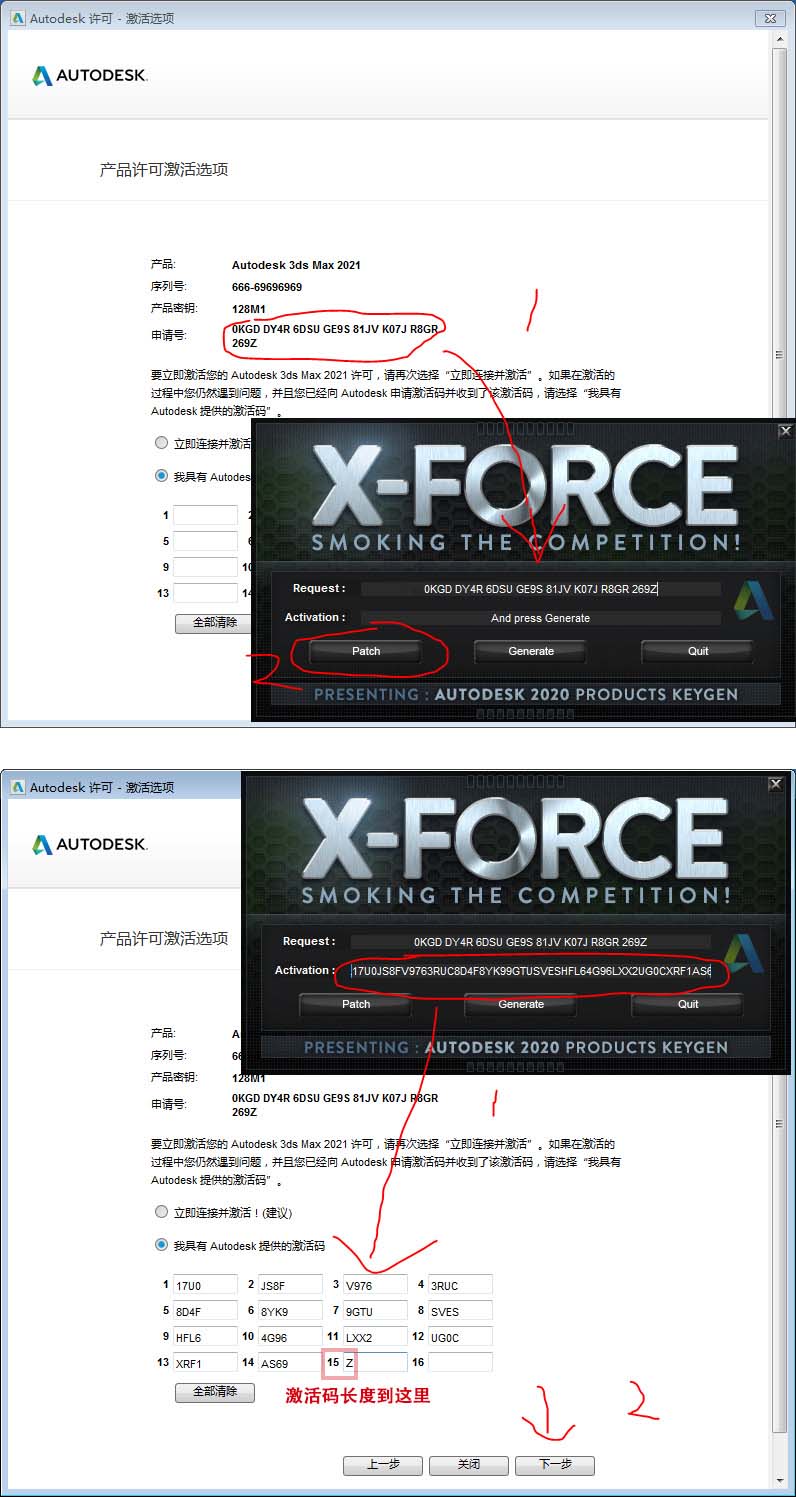 Autodesk 许可 - 激活选项
AUTODESK.
产品许可激活选项
产品: Autodesk 3ds Max 2021
序列号: 666-69696969
产品密钥: 128M1
申请号: 0KGD DY4R 6DSU GE9S 81JV K07J R8GR
269Z
1
要立即激活您的 Autodesk 3ds Max 2021 许可，请再次选择“立即连接并激活”。如果在激活的
过程中您仍然遇到问题，并且您已经向 Autodesk 申请激活码并收到了该激活码，请选择“我具有
Autodesk 提供的激活码”。
立即连接并激活
我具有 Autodes
1 2
5 6
9 10
13 14
全部清除
X-FORCE
SMOKING THE COMPETITION!
Request : 0KGD DY4R 6DSU GE9S 81JV K07J R8GR 269Z
Activation : And press Generate
Patch Generate Quit
2
PRESENTING : AUTODESK 2020 PRODUCTS KEYGEN
Autodesk 许可 - 激活选项
AUTODESK.
X-FORCE
SMOKING THE COMPETITION!
产品许可激活选项
Request : 0KGD DY4R 6DSU GE9S 81JV K07J R8GR 269Z
Activation : 17U0JS8FV9763RUC8D4F8YK99GTUSVESHFL64G96LXX2UG0CXRF1AS6
Patch Generate Quit
PRESENTING : AUTODESK 2020 PRODUCTS KEYGEN
产品: A
序列号: 66
产品密钥: 128M1
申请号: 0KGD DY4R 6DSU GE9S 81JV K07J R8GR
269Z
1
要立即激活您的 Autodesk 3ds Max 2021 许可，请再次选择“立即连接并激活”。如果在激活的
过程中您仍然遇到问题，并且您已经向 Autodesk 申请激活码并收到了该激活码，请选择“我具有
Autodesk 提供的激活码”。
立即连接并激活！(建议)
我具有 Autodesk 提供的激活码
1 17U0 2 JS8F 3 V976 4 3RUC
5 8D4F 6 8YK9 7 9GTU 8 SVES
9 HFL6 10 4G96 11 LXX2 12 UG0C
13 XRF1 14 AS69 15 Z 16
全部清除
激活码长度到这里
2
上一步 关闭 下一步